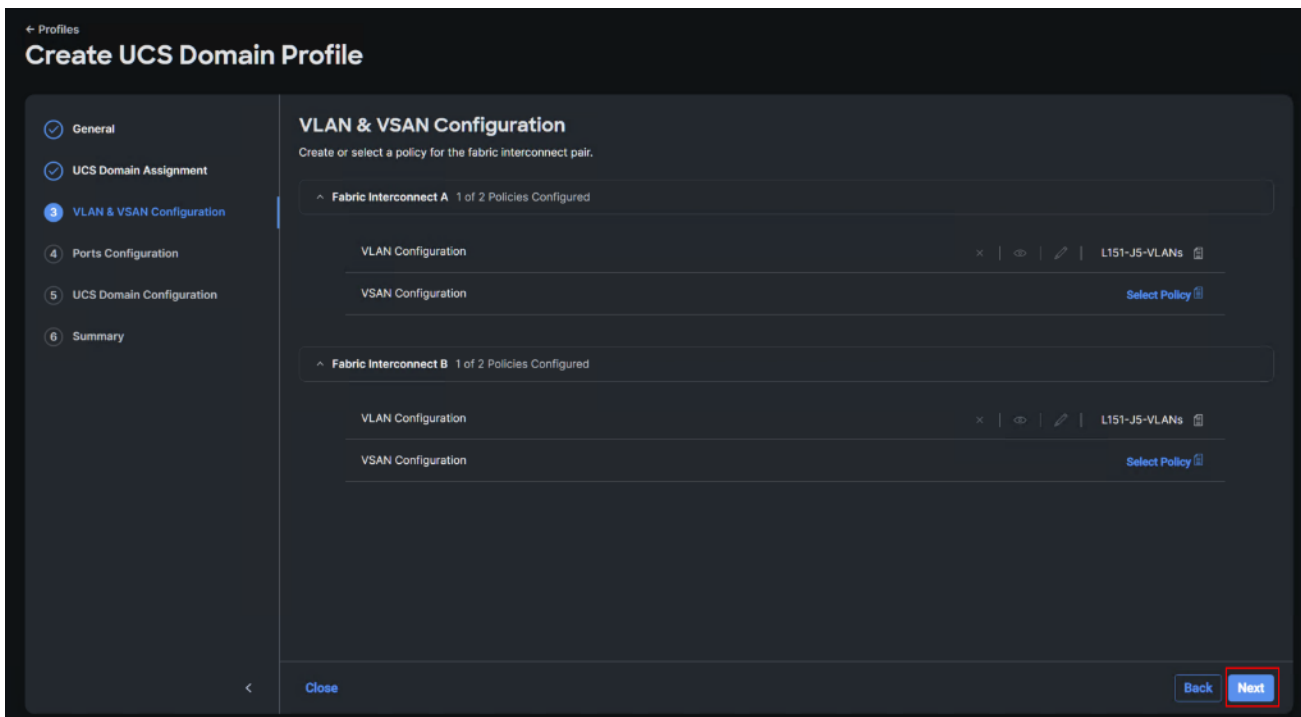 ← Profiles
Create UCS Domain Profile
General
UCS Domain Assignment
3 VLAN & VSAN Configuration
4 Ports Configuration
5 UCS Domain Configuration
6 Summary
VLAN & VSAN Configuration
Create or select a policy for the fabric interconnect pair.
Fabric Interconnect A 1 of 2 Policies Configured
VLAN Configuration L151-J5-VLANs
VSAN Configuration Select Policy
Fabric Interconnect B 1 of 2 Policies Configured
VLAN Configuration L151-J5-VLANs
VSAN Configuration Select Policy
Close Back Next